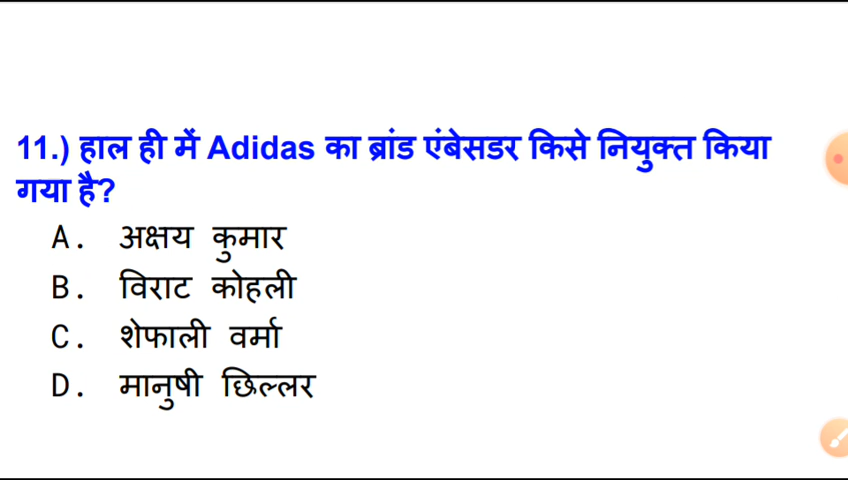 11.) हाल ही में Adidas का ब्रांड एंबेसडर किसे नियुक्त किया
गया है?
A. अक्षय कुमार
B. विराट कोहली
C. शेफाली वर्मा
D. मानुषी छिल्लर